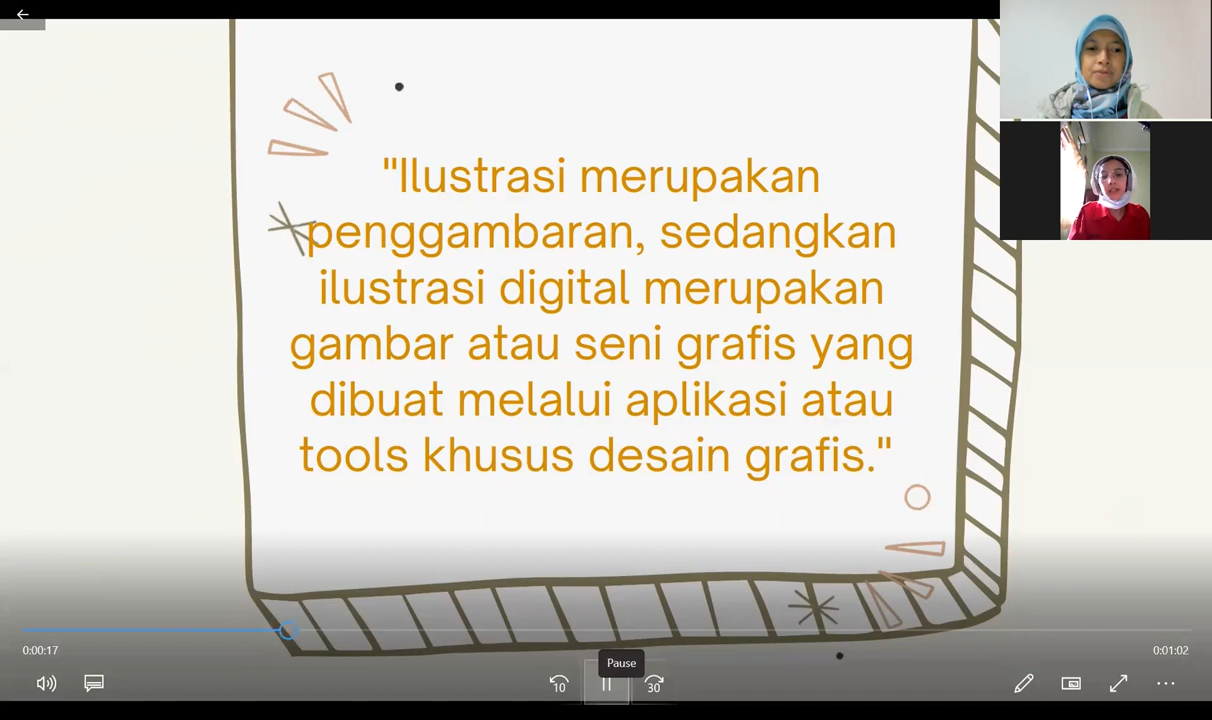 "Ilustrasi merupakan
penggambaran, sedangkan
ilustrasi digital merupakan
gambar atau seni grafis yang
dibuat melalui aplikasi atau
tools khusus desain grafis."
0:00:17
0:01:02
Pause
10
30